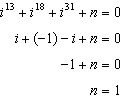 i^13 + i^18 + i^31 + n = 0
i + (-1) - i + n = 0
-1 + n = 0
n = 1